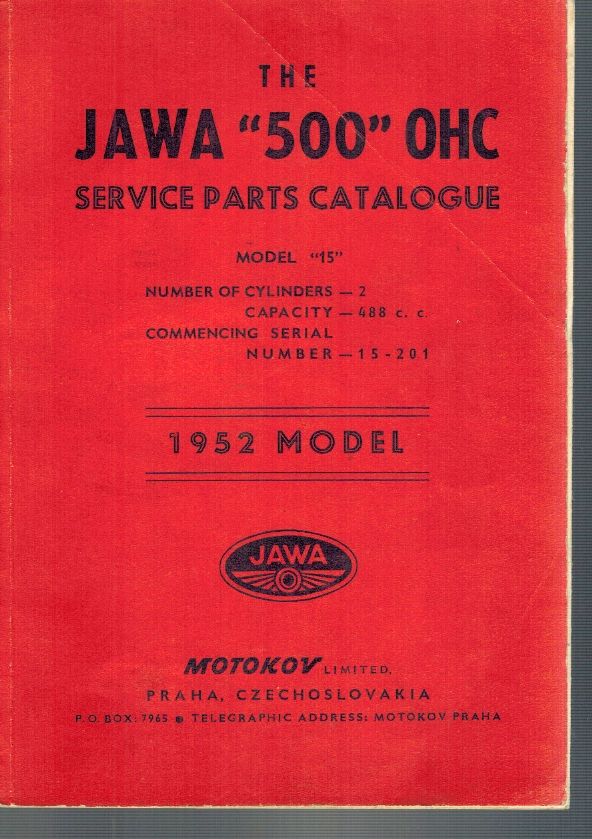 THE
JAWA “500” OHC
SERVICE PARTS CATALOGUE
MODEL “15”
NUMBER OF CYLINDERS — 2
CAPACITY — 488 c. c.
COMMENCING SERIAL
NUMBER — 15-201
1952 MODEL
JAWA
MOTOKOV LIMITED,
PRAHA, CZECHOSLOVAKIA
P.O. BOX: 7965 ● TELEGRAPHIC ADDRESS: MOTOKOV PRAHA